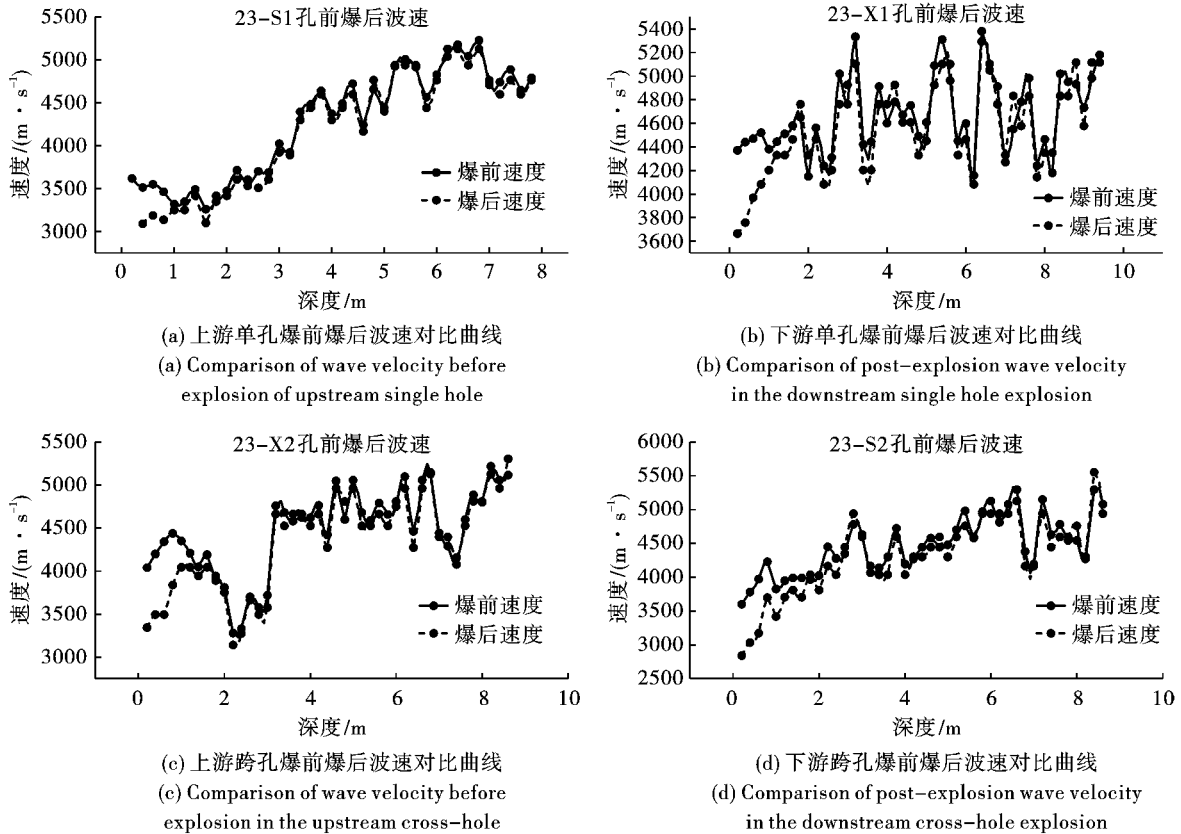 23-S1孔前爆后波速
5500
5000
4500
4000
3500
3000
速度/(m·s⁻¹)
爆前速度
爆后速度
0 1 2 3 4 5 6 7 8
深度/m
(a) 上游单孔爆前爆后波速对比曲线
(a) Comparison of wave velocity before
explosion of upstream single hole
23-X1孔前爆后波速
5400
5200
5000
4800
4600
4400
4200
4000
3800
3600
速度/(m·s⁻¹)
爆前速度
爆后速度
0 2 4 6 8 10
深度/m
(b) 下游单孔爆前爆后波速对比曲线
(b) Comparison of post-explosion wave velocity
in the downstream single hole explosion
23-X2孔前爆后波速
5500
5000
4500
4000
3500
3000
速度/(m·s⁻¹)
爆前速度
爆后速度
0 2 4 6 8 10
深度/m
(c) 上游跨孔爆前爆后波速对比曲线
(c) Comparison of wave velocity before
explosion in the upstream cross-hole
23-S2孔前爆后波速
6000
5500
5000
4500
4000
3500
3000
2500
速度/(m·s⁻¹)
爆前速度
爆后速度
0 2 4 6 8 10
深度/m
(d) 下游跨孔爆前爆后波速对比曲线
(d) Comparison of post-explosion wave velocity
in the downstream cross-hole explosion